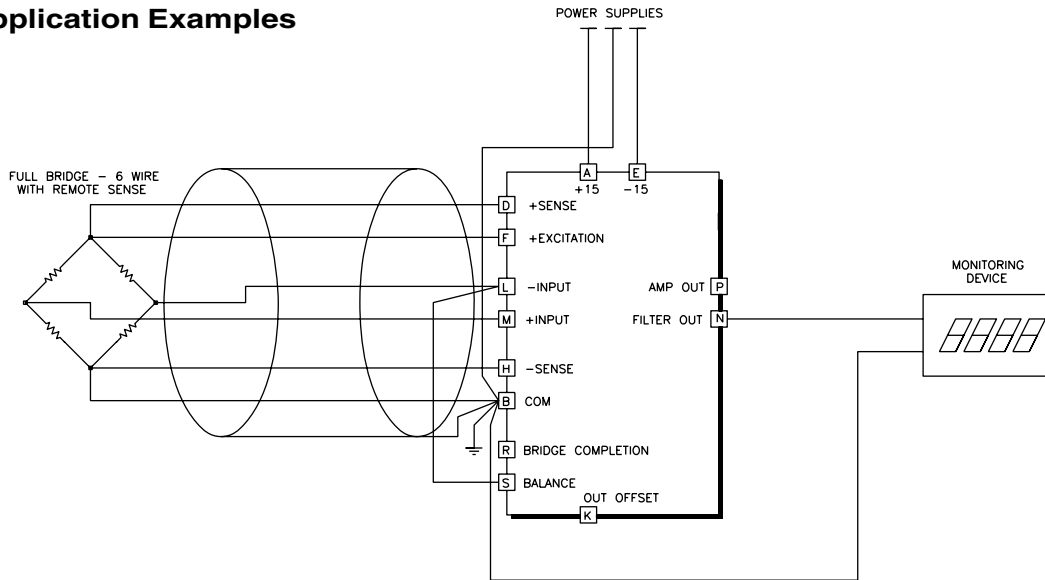 pplication Examples
POWER SUPPLIES
FULL BRIDGE – 6 WIRE
WITH REMOTE SENSE
A E
+15 -15
D +SENSE
F +EXCITATION
L -INPUT
AMP OUT P
M +INPUT
FILTER OUT N
MONITORING
DEVICE
8888
H -SENSE
B COM
R BRIDGE COMPLETION
S BALANCE
OUT OFFSET
K